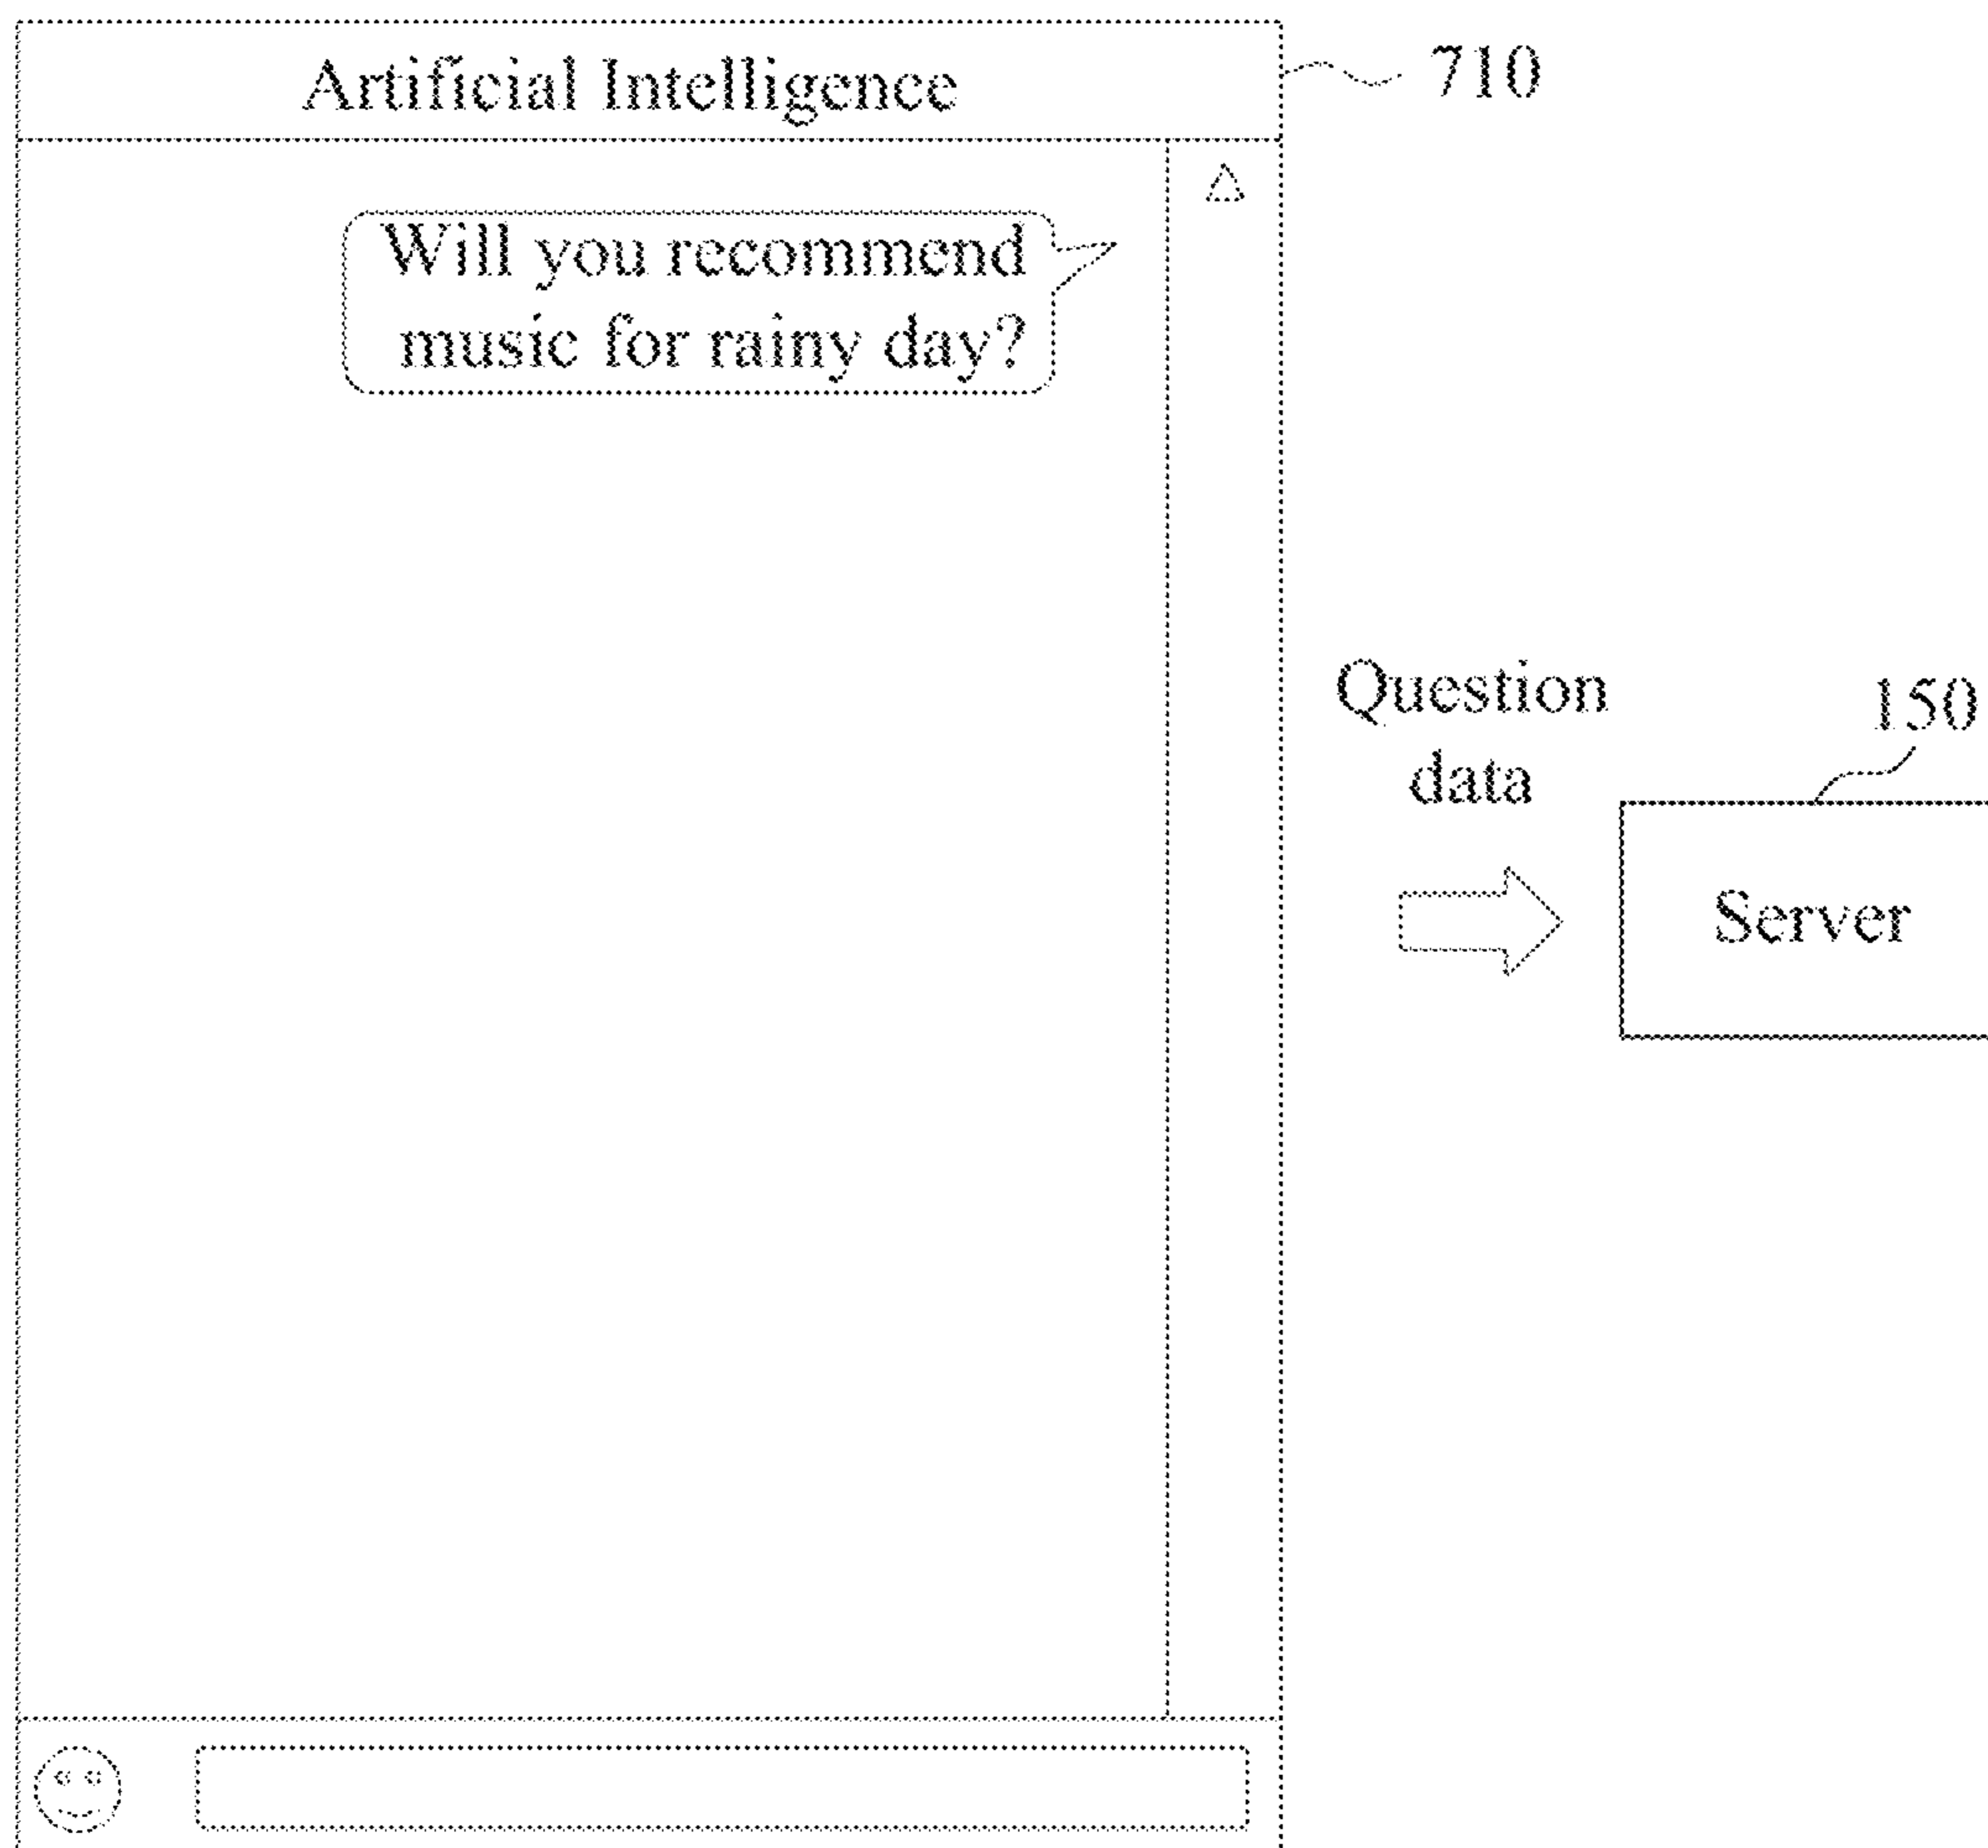 Artificial Intelligence
710
Will you recommend
music for rainy day?
Question
data
150
Server